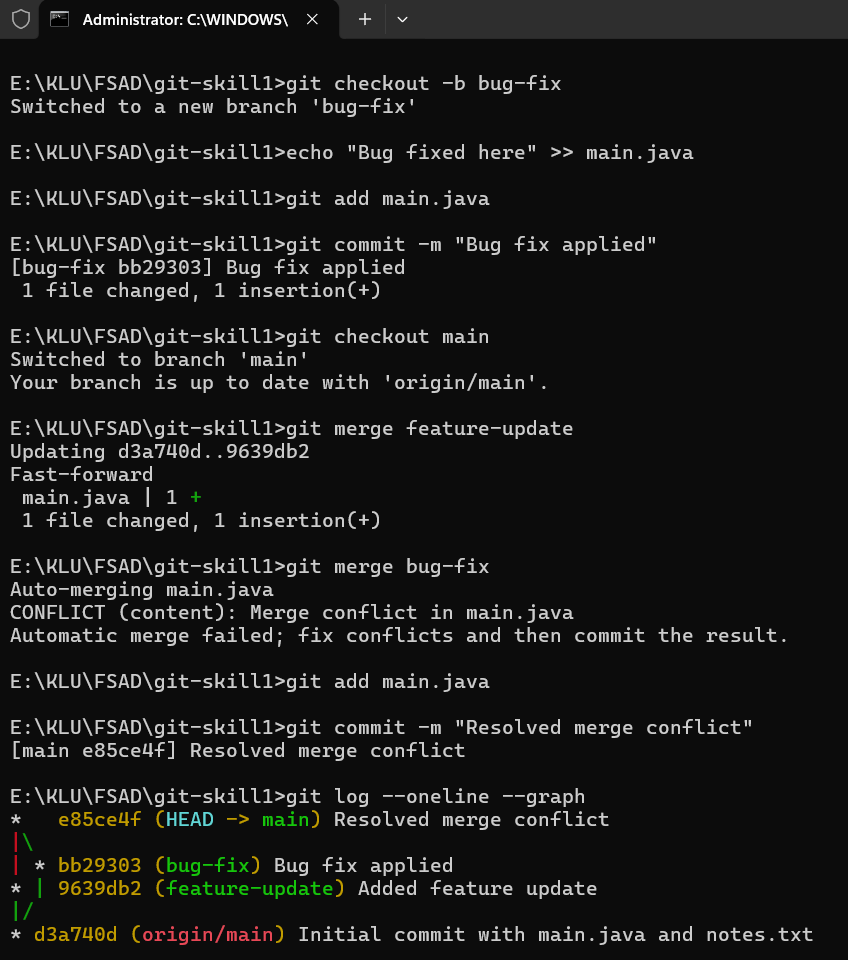 Administrator: C:\WINDOWS\
E:\KLU\FSAD\git-skill1>git checkout -b bug-fix
Switched to a new branch 'bug-fix'
E:\KLU\FSAD\git-skill1>echo "Bug fixed here" >> main.java
E:\KLU\FSAD\git-skill1>git add main.java
E:\KLU\FSAD\git-skill1>git commit -m "Bug fix applied"
[bug-fix bb29303] Bug fix applied
 1 file changed, 1 insertion(+)
E:\KLU\FSAD\git-skill1>git checkout main
Switched to branch 'main'
Your branch is up to date with 'origin/main'.
E:\KLU\FSAD\git-skill1>git merge feature-update
Updating d3a740d..9639db2
Fast-forward
 main.java | 1 +
 1 file changed, 1 insertion(+)
E:\KLU\FSAD\git-skill1>git merge bug-fix
Auto-merging main.java
CONFLICT (content): Merge conflict in main.java
Automatic merge failed; fix conflicts and then commit the result.
E:\KLU\FSAD\git-skill1>git add main.java
E:\KLU\FSAD\git-skill1>git commit -m "Resolved merge conflict"
[main e85ce4f] Resolved merge conflict
E:\KLU\FSAD\git-skill1>git log --oneline --graph
*   e85ce4f (HEAD -> main) Resolved merge conflict
|\
| * bb29303 (bug-fix) Bug fix applied
* | 9639db2 (feature-update) Added feature update
|/
* d3a740d (origin/main) Initial commit with main.java and notes.txt